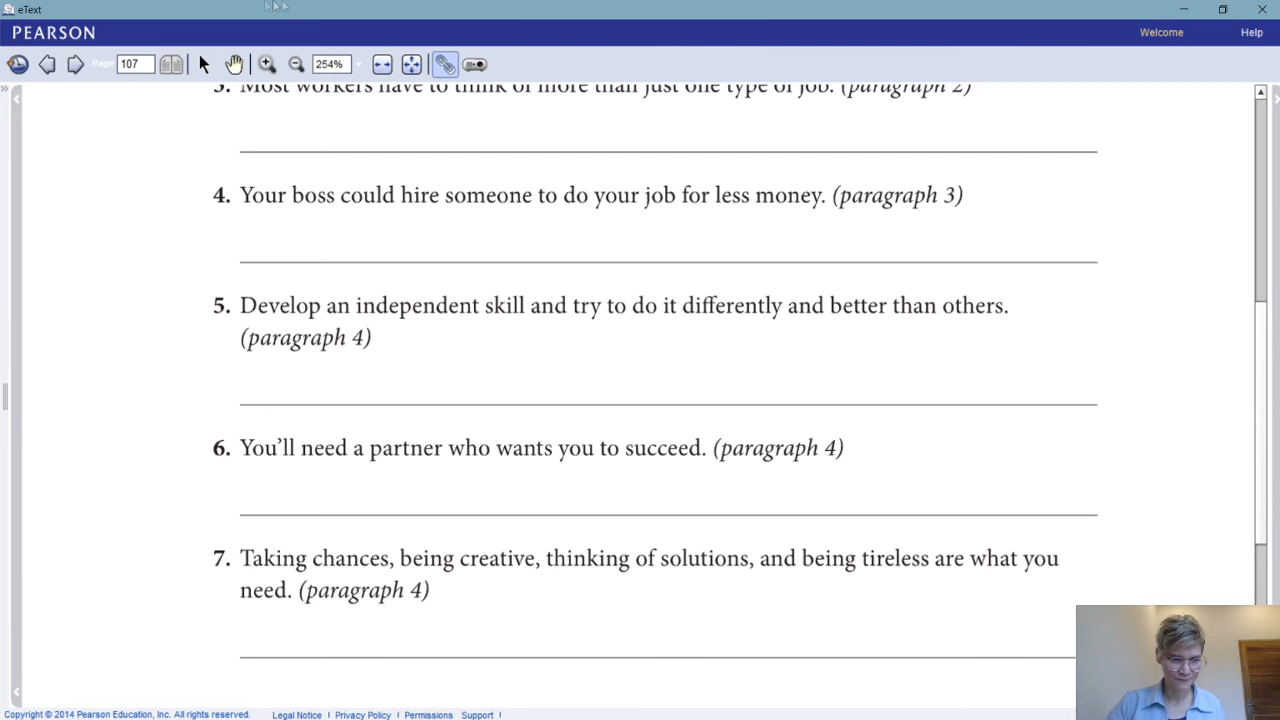 eText
PEARSON
Welcome
Help
Page 107
254%
3. Most workers have to think of more than just one type of job. (paragraph 2)
4. Your boss could hire someone to do your job for less money. (paragraph 3)
5. Develop an independent skill and try to do it differently and better than others.
(paragraph 4)
6. You'll need a partner who wants you to succeed. (paragraph 4)
7. Taking chances, being creative, thinking of solutions, and being tireless are what you
need. (paragraph 4)
Copyright © 2014 Pearson Education, Inc. All rights reserved. Legal Notice | Privacy Policy | Permissions Support |